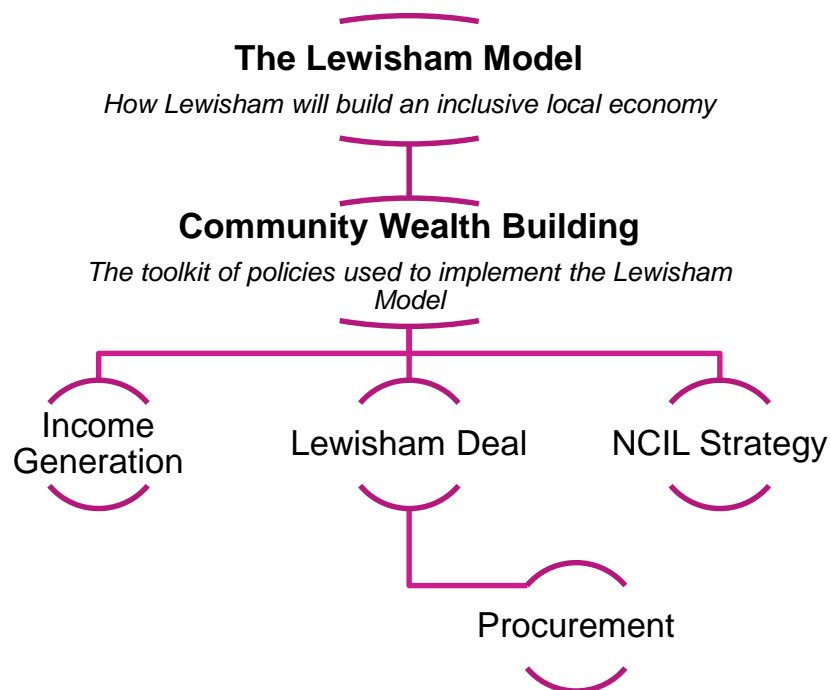 The Lewisham Model
How Lewisham will build an inclusive local economy
Community Wealth Building
The toolkit of policies used to implement the Lewisham
Model
Income
Generation
Lewisham Deal
NCIL Strategy
Procurement